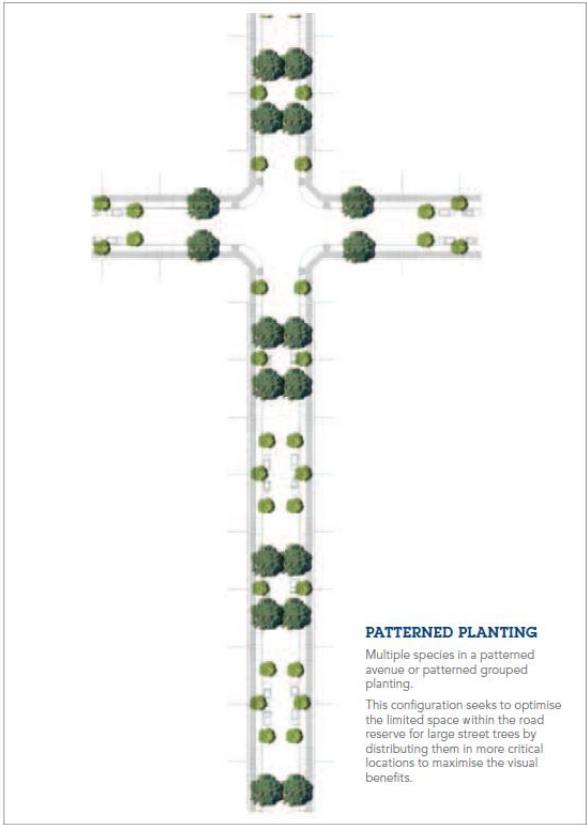 PATTERNED PLANTING
Multiple species in a patterned
avenue or patterned grouped
planting.
This configuration seeks to optimise
the limited space within the road
reserve for large street trees by
distributing them in more critical
locations to maximise the visual
benefits.